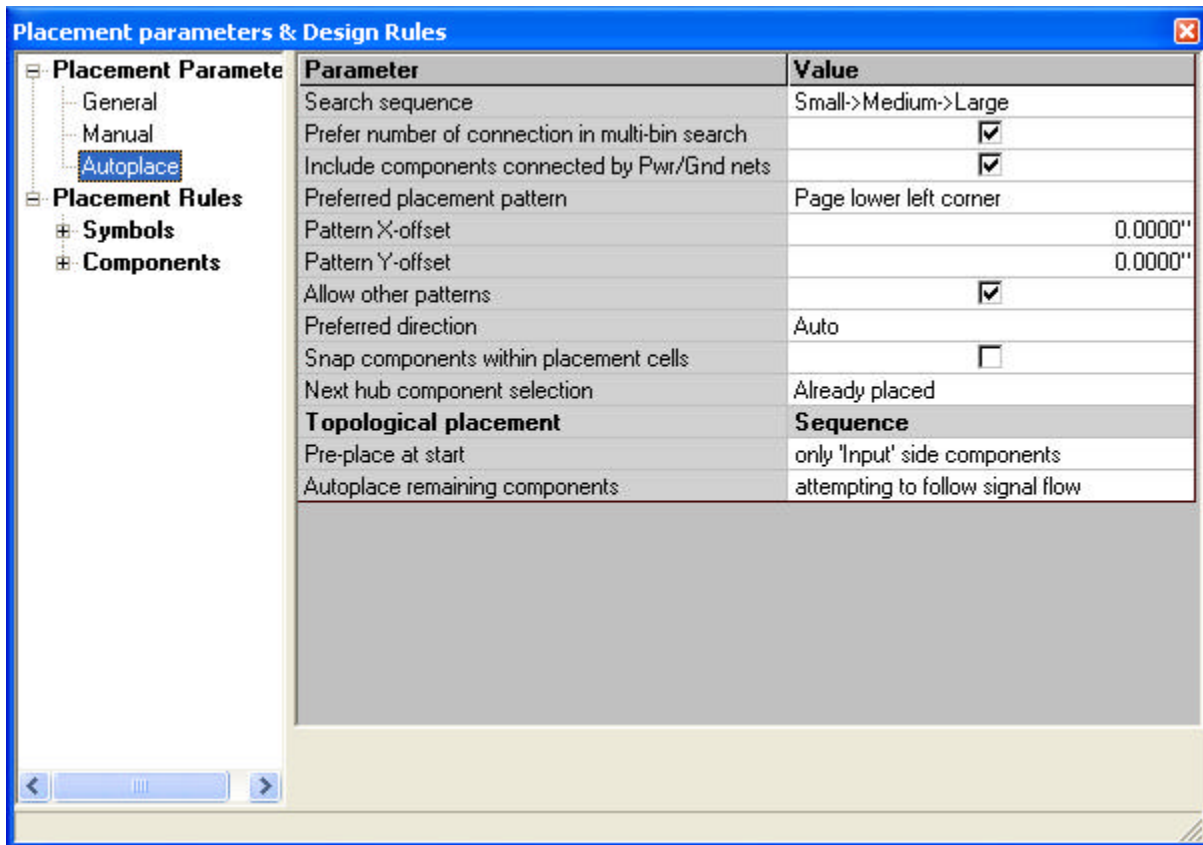 Placement parameters & Design Rules
Placement Paramete
General
Manual
Autoplace
Placement Rules
Symbols
Components
Parameter Value
Search sequence Small->Medium->Large
Prefer number of connection in multi-bin search
Include components connected by Pwr/Gnd nets
Preferred placement pattern Page lower left corner
Pattern X-offset 0.0000"
Pattern Y-offset 0.0000"
Allow other patterns
Preferred direction Auto
Snap components within placement cells
Next hub component selection Already placed
Topological placement Sequence
Pre-place at start only 'Input' side components
Autoplace remaining components attempting to follow signal flow